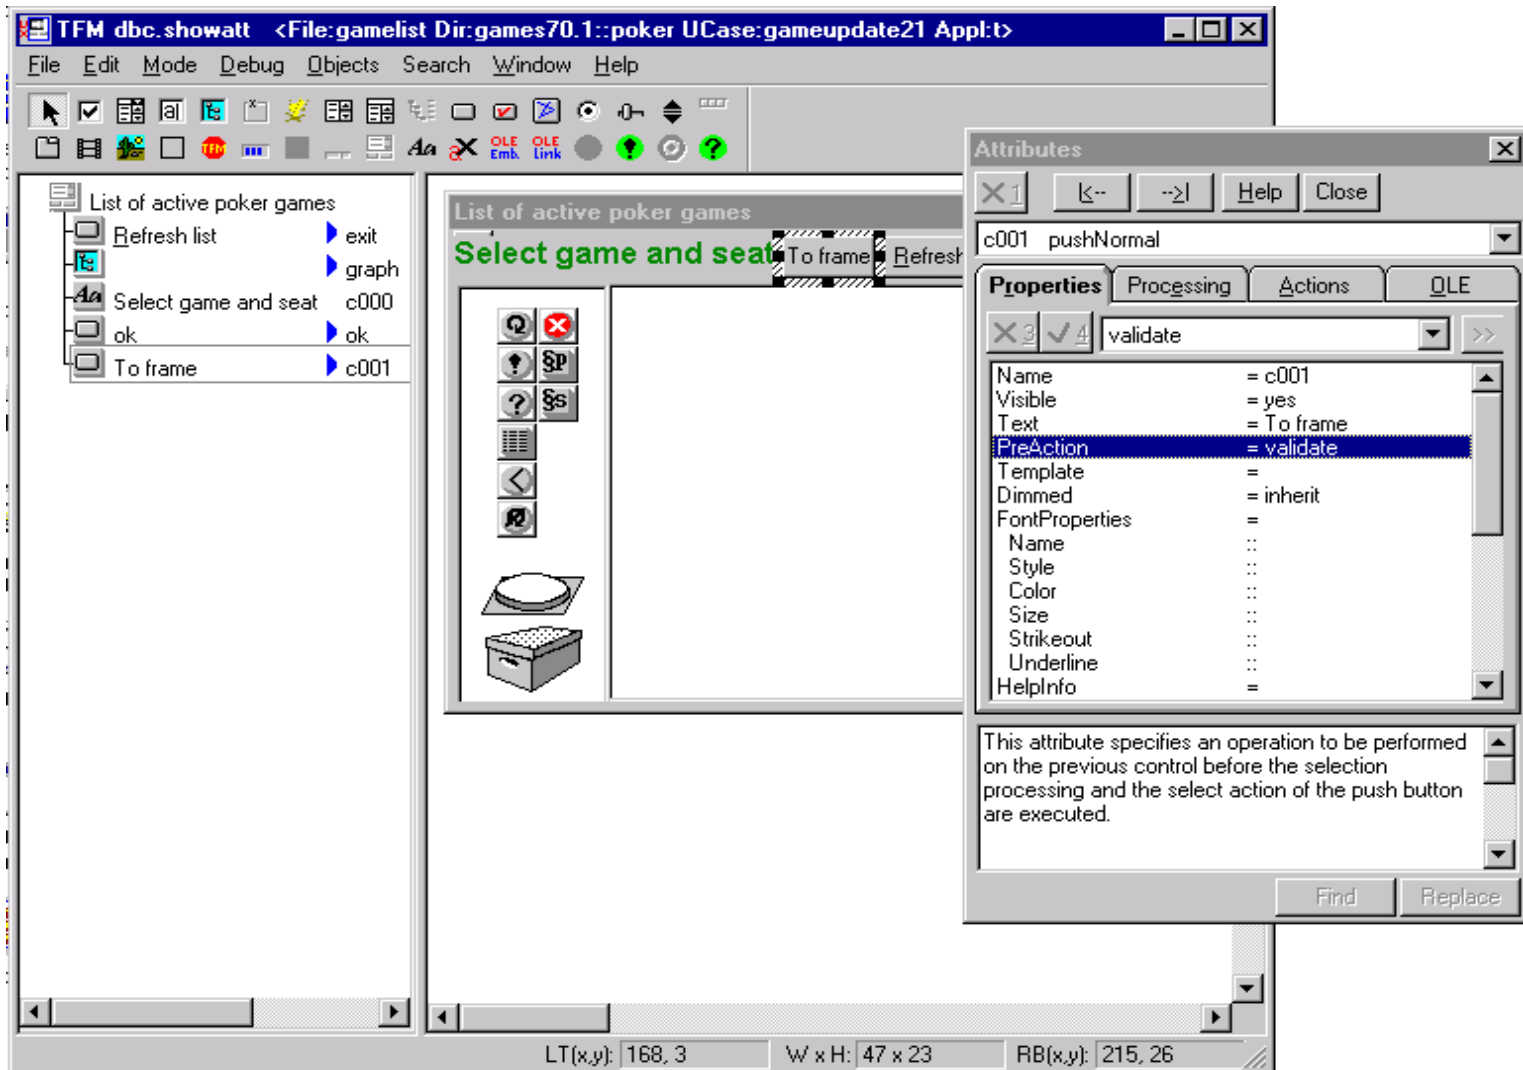 TFM dbc.showatt <File:gamelist Dir:games70.1::poker UCase:gameupdate21 Appl:t>
File Edit Mode Debug Objects Search Window Help
Aa OLE Emb. OLE Link
List of active poker games
Refresh list exit
graph
Aa Select game and seat c000
ok ok
To frame c001
List of active poker games
Select game and seat To frame Refresh
§P
§S
Attributes
1 |<-- -->| Help Close
c001 pushNormal
Properties Processing Actions OLE
3 4 validate >>
Name = c001
Visible = yes
Text = To frame
PreAction = validate
Template =
Dimmed = inherit
FontProperties =
Name ::
Style ::
Color ::
Size ::
Strikeout ::
Underline ::
HelpInfo =
This attribute specifies an operation to be performed
on the previous control before the selection
processing and the select action of the push button
are executed.
Find Replace
LT(x,y): 168, 3 W x H: 47 x 23 RB(x,y): 215, 26